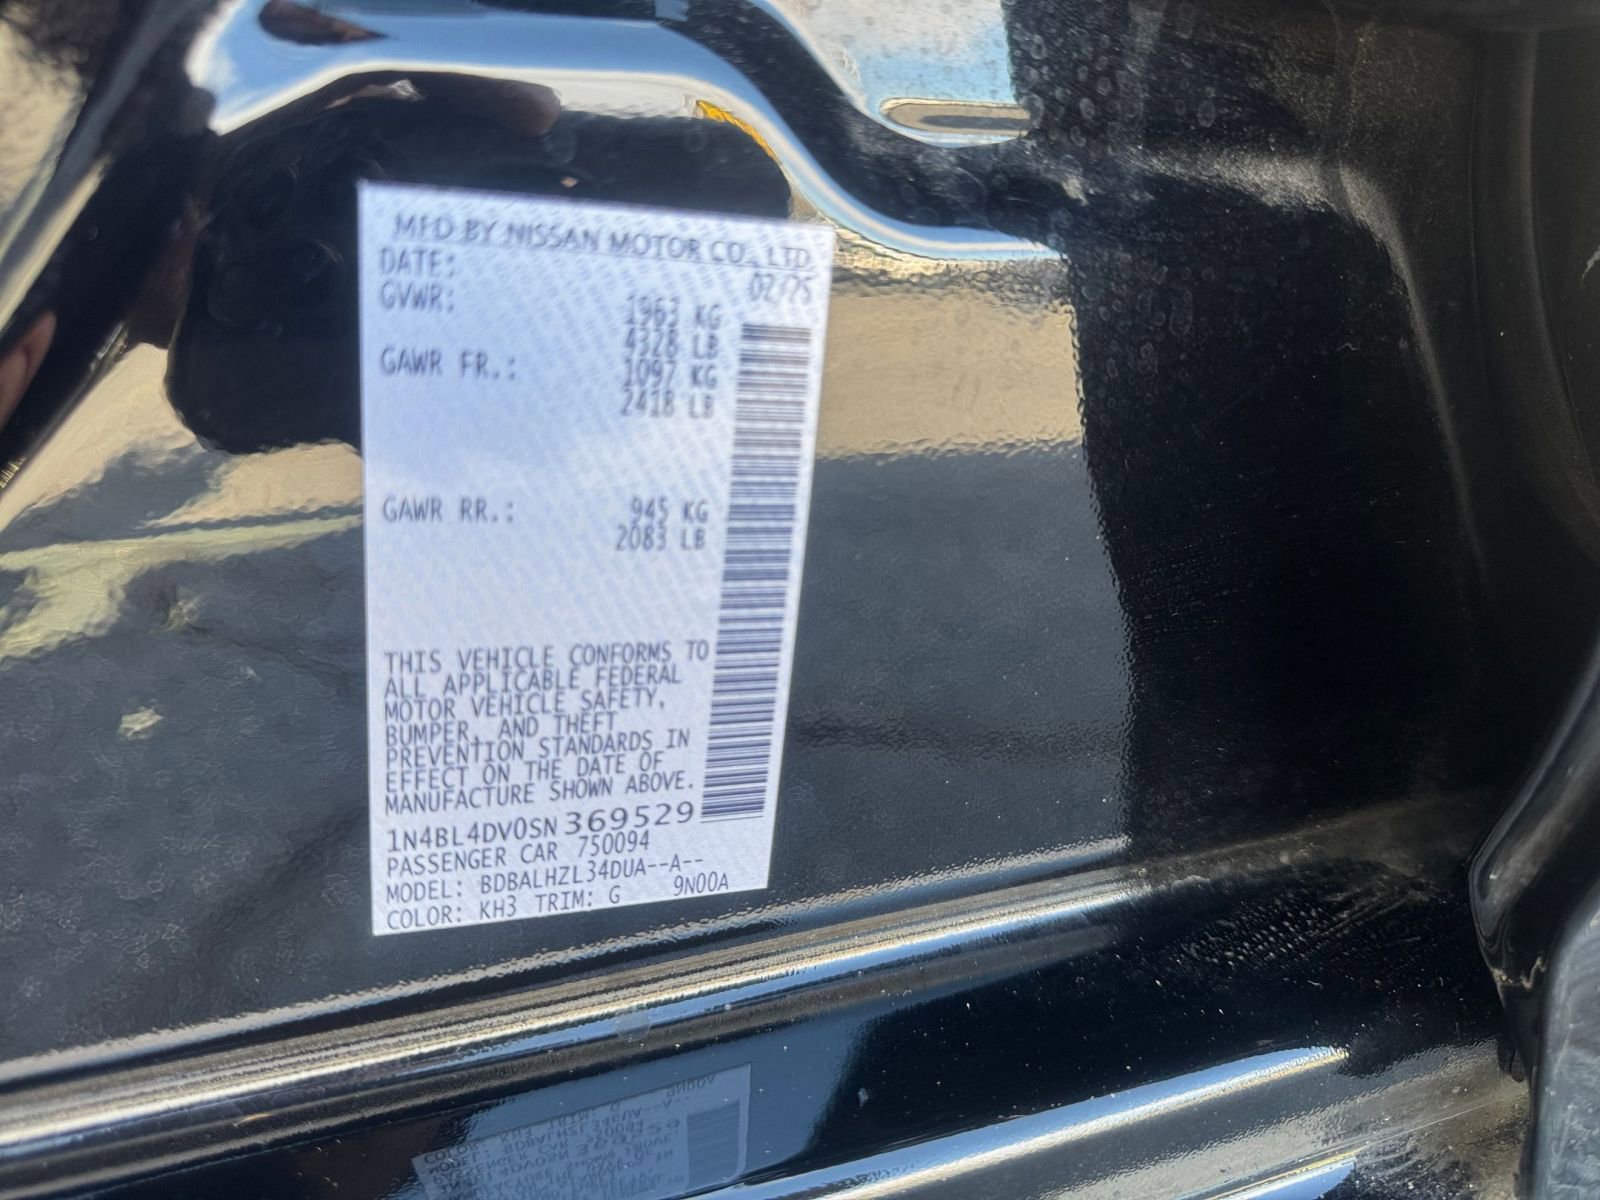 MFD BY NISSAN MOTOR CO., LTD.
DATE: 02/25
GVWR: 1963 KG
4328 LB
GAWR FR.: 1097 KG
2418 LB
GAWR RR.: 945 KG
2083 LB
THIS VEHICLE CONFORMS TO
ALL APPLICABLE FEDERAL
MOTOR VEHICLE SAFETY,
BUMPER, AND THEFT
PREVENTION STANDARDS IN
EFFECT ON THE DATE OF
MANUFACTURE SHOWN ABOVE.
1N4BL4DV0SN369529
PASSENGER CAR 750094
MODEL: BDBALHZL34DUA--A--
COLOR: KH3 TRIM: G 9N00A